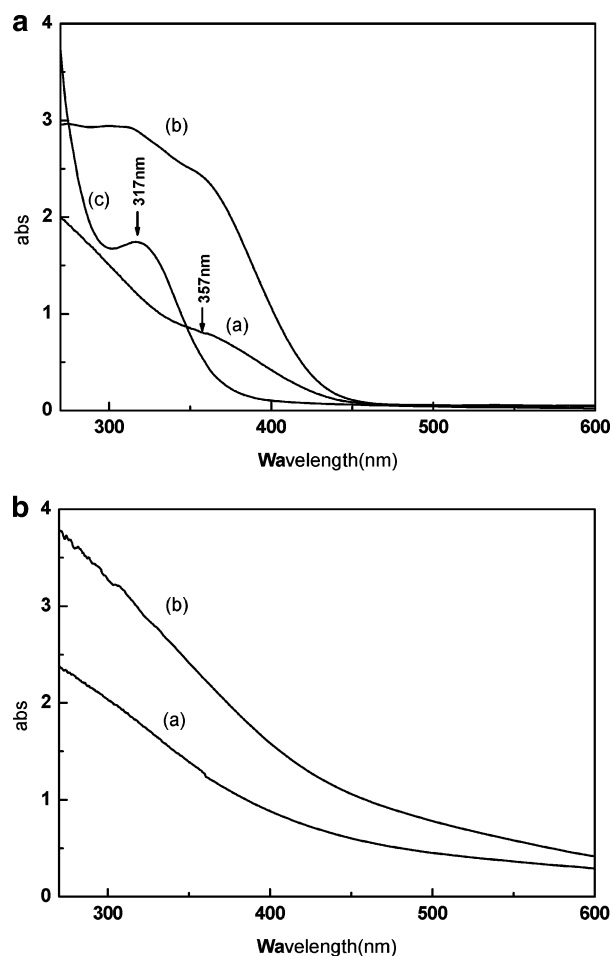 a
4
3
2
1
0
abs
(b)
(c)
317nm
357nm
(a)
300 400 500 600
Wavelength(nm)
b
4
3
2
1
0
abs
(b)
(a)
300 400 500 600
Wavelength(nm)